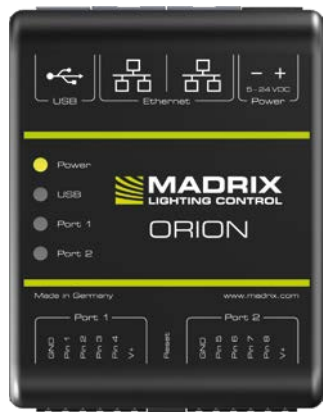 USB Ethernet Power
- +
5-24 VDC
Power
USB
Port 1
Port 2
MADRIX
LIGHTING CONTROL
ORION
Made in Germany www.madrix.com
Port 1
GND Pin 1 Pin 2 Pin 3 Pin 4 V+
Reset
Port 2
GND Pin 5 Pin 6 Pin 7 Pin 8 V+